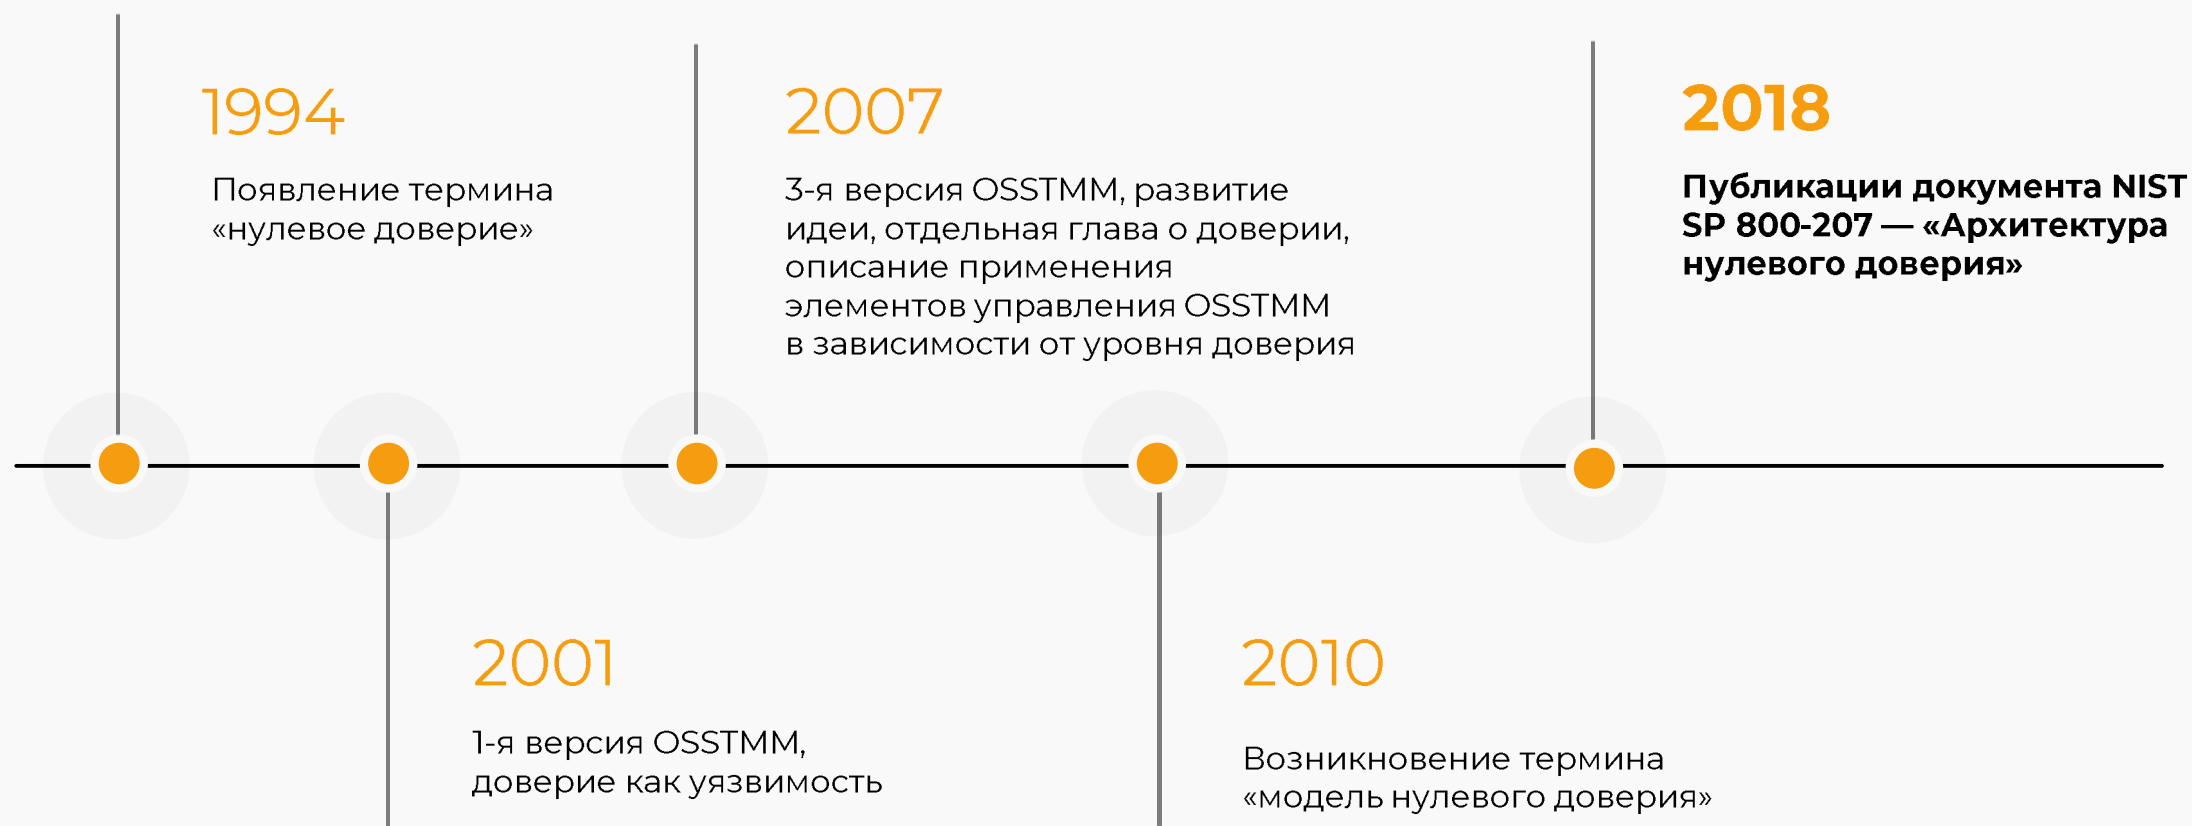 1994
Появление термина
«нулевое доверие»
2007
3-я версия OSSTMM, развитие
идеи, отдельная глава о доверии,
описание применения
элементов управления OSSTMM
в зависимости от уровня доверия
2018
Публикации документа NIST
SP 800-207 — «Архитектура
нулевого доверия»
2001
1-я версия OSSTMM,
доверие как уязвимость
2010
Возникновение термина
«модель нулевого доверия»